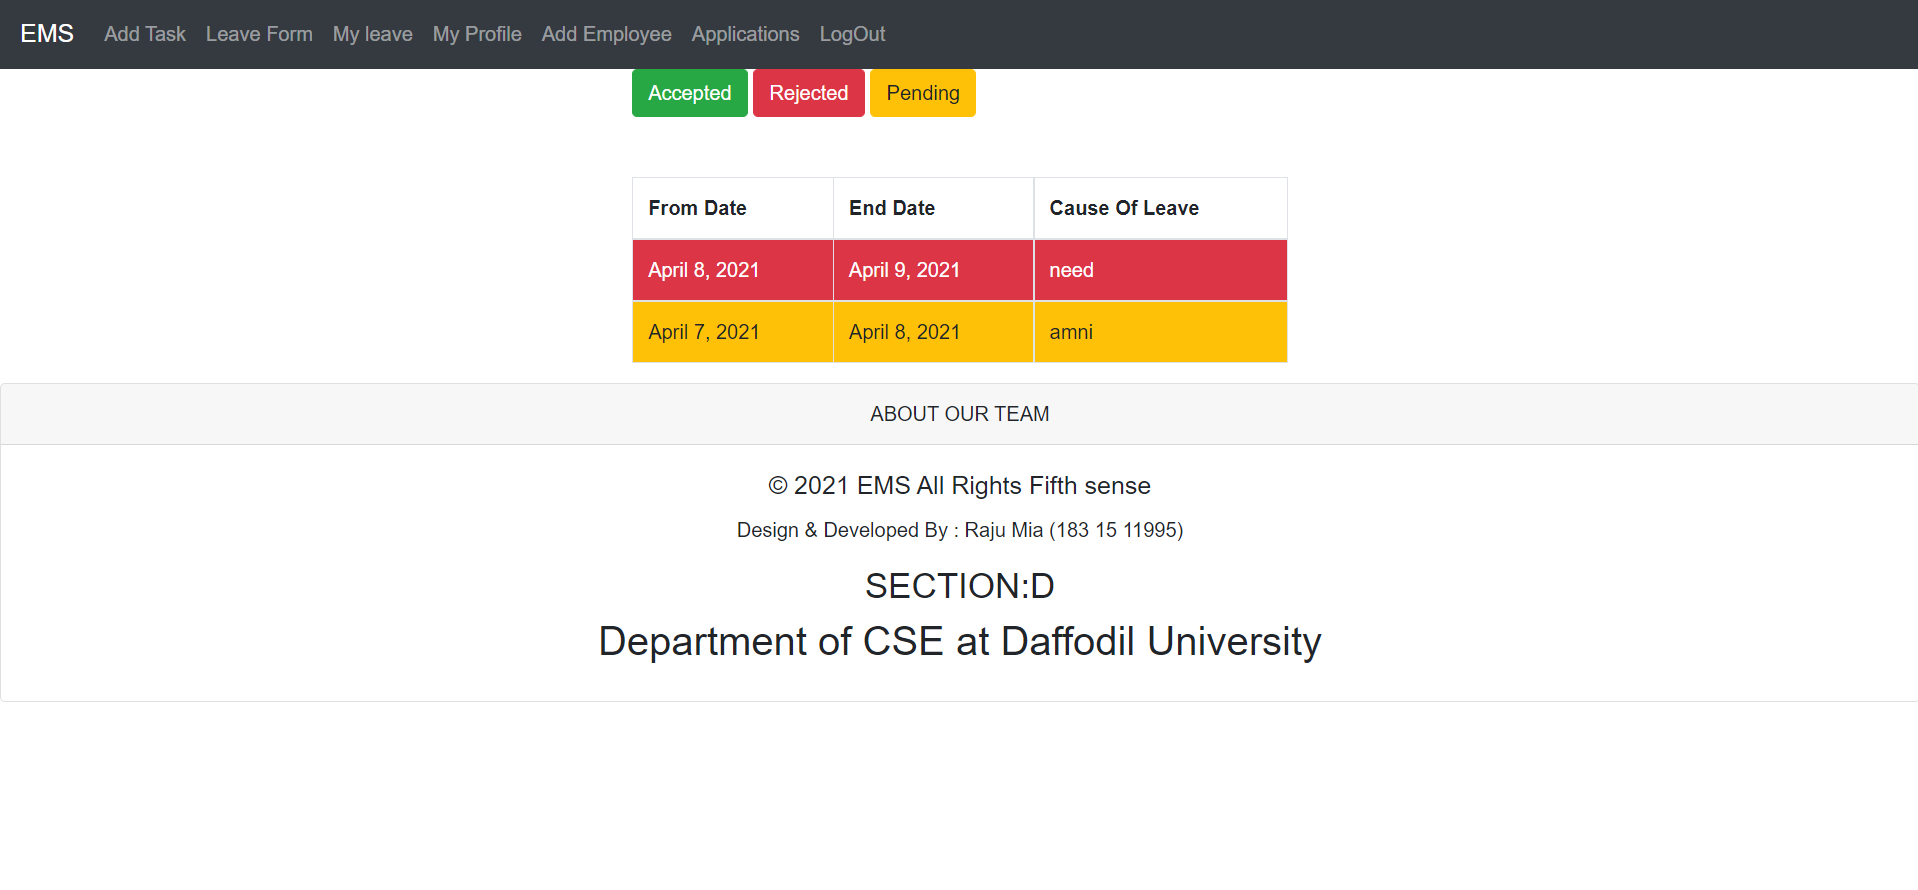 EMS Add Task Leave Form My leave My Profile Add Employee Applications LogOut
Accepted Rejected Pending
From Date End Date Cause Of Leave
April 8, 2021 April 9, 2021 need
April 7, 2021 April 8, 2021 amni
ABOUT OUR TEAM
© 2021 EMS All Rights Fifth sense
Design & Developed By : Raju Mia (183 15 11995)
SECTION:D
Department of CSE at Daffodil University